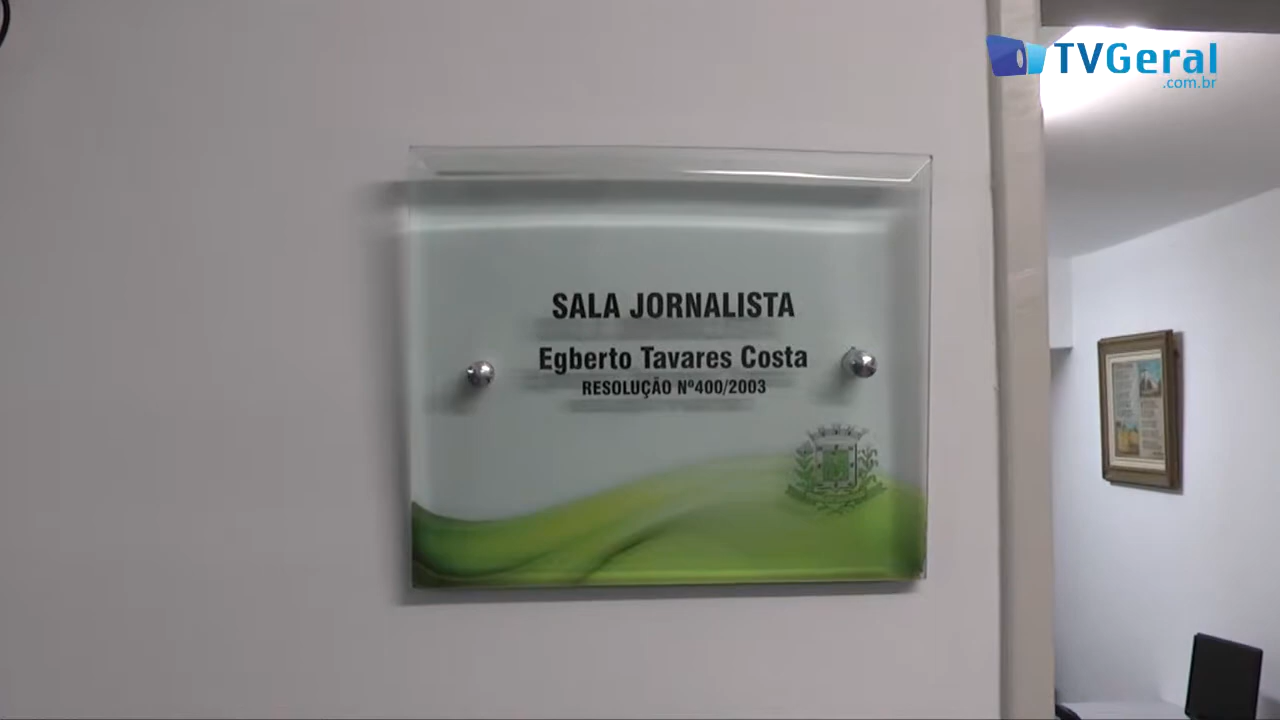 TVGeral
.com.br
SALA JORNALISTA
Egberto Tavares Costa
RESOLUÇÃO Nº400/2003